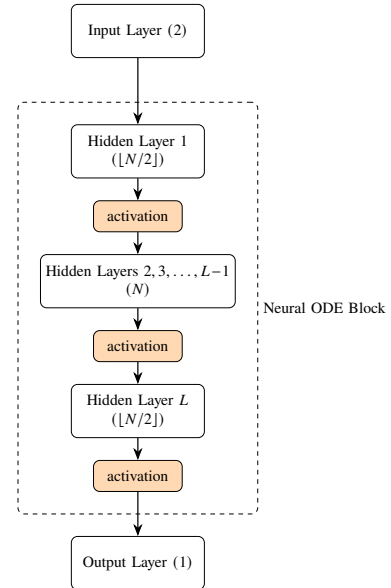 Input Layer (2)
Hidden Layer 1
(⌊N/2⌋)
activation
Hidden Layers 2, 3, . . . , L−1
(N)
Neural ODE Block
activation
Hidden Layer L
(⌊N/2⌋)
activation
Output Layer (1)